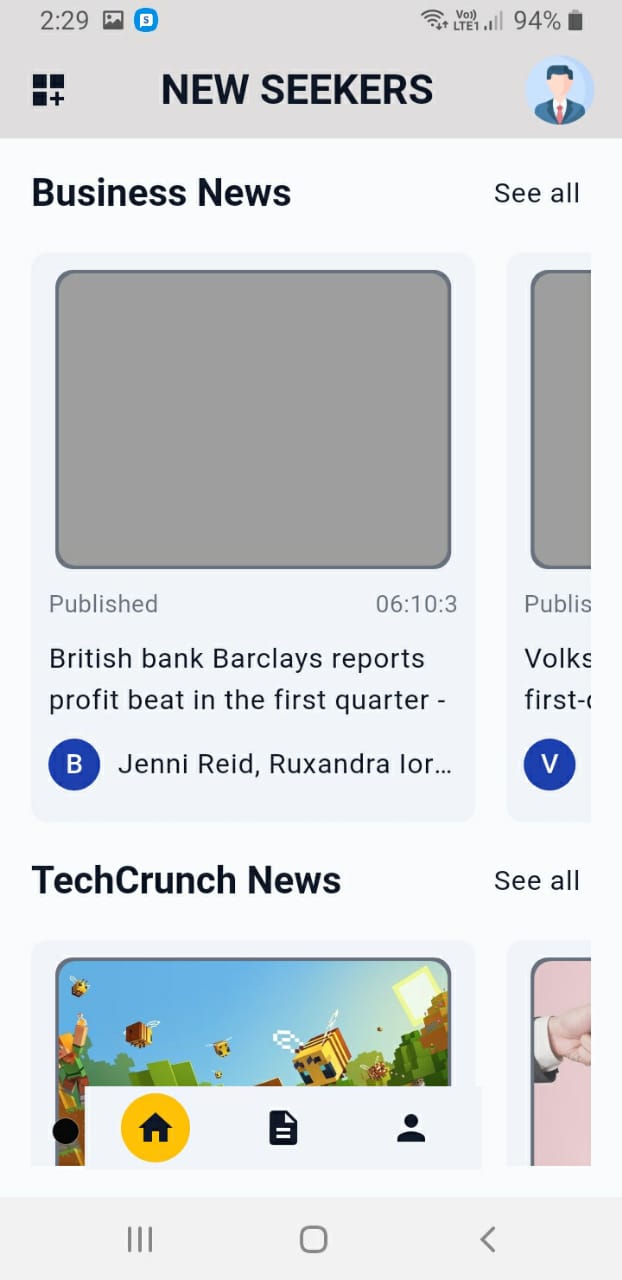 2:29
S
Vo))
LTE1
94%
NEW SEEKERS
Business News
See all
Published
06:10:3
British bank Barclays reports
profit beat in the first quarter -
B
Jenni Reid, Ruxandra Ior...
Publis
Volks
first-
V
TechCrunch News
See all